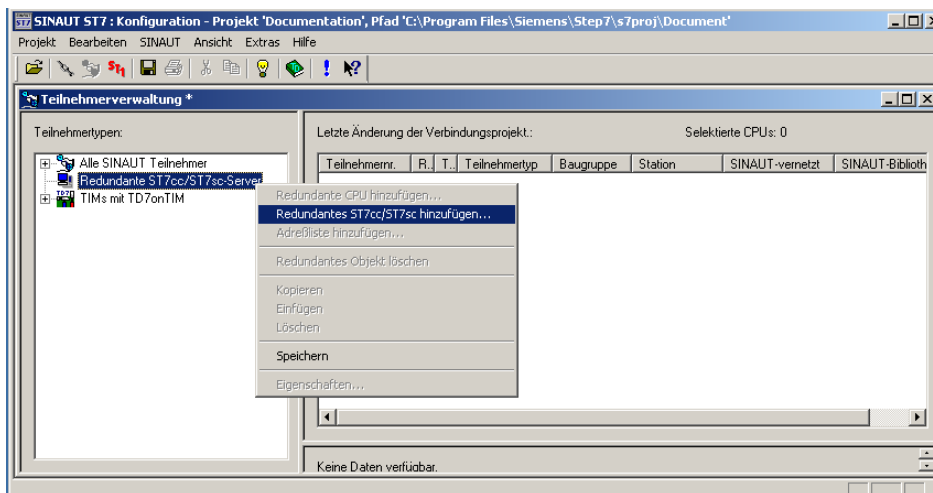 SINAUT ST7 : Konfiguration - Projekt 'Documentation', Pfad 'C:\Program Files\Siemens\Step7\s7proj\Document'
Projekt Bearbeiten SINAUT Ansicht Extras Hilfe
Teilnehmerverwaltung *
Teilnehmertypen:
Letzte Änderung der Verbindungsprojekt.:
Selektierte CPUs: 0
Teilnehmernr. R.. T.. Teilnehmertyp Baugruppe Station SINAUT-vernetzt SINAUT-Biblioth
Alle SINAUT Teilnehmer
Redundante ST7cc/ST7sc-Server
TIMs mit TD7onTIM
Redundante CPU hinzufügen...
Redundantes ST7cc/ST7sc hinzufügen...
Adreßliste hinzufügen...
Redundantes Objekt löschen
Kopieren
Einfügen
Löschen
Speichern
Eigenschaften...
Keine Daten verfügbar.